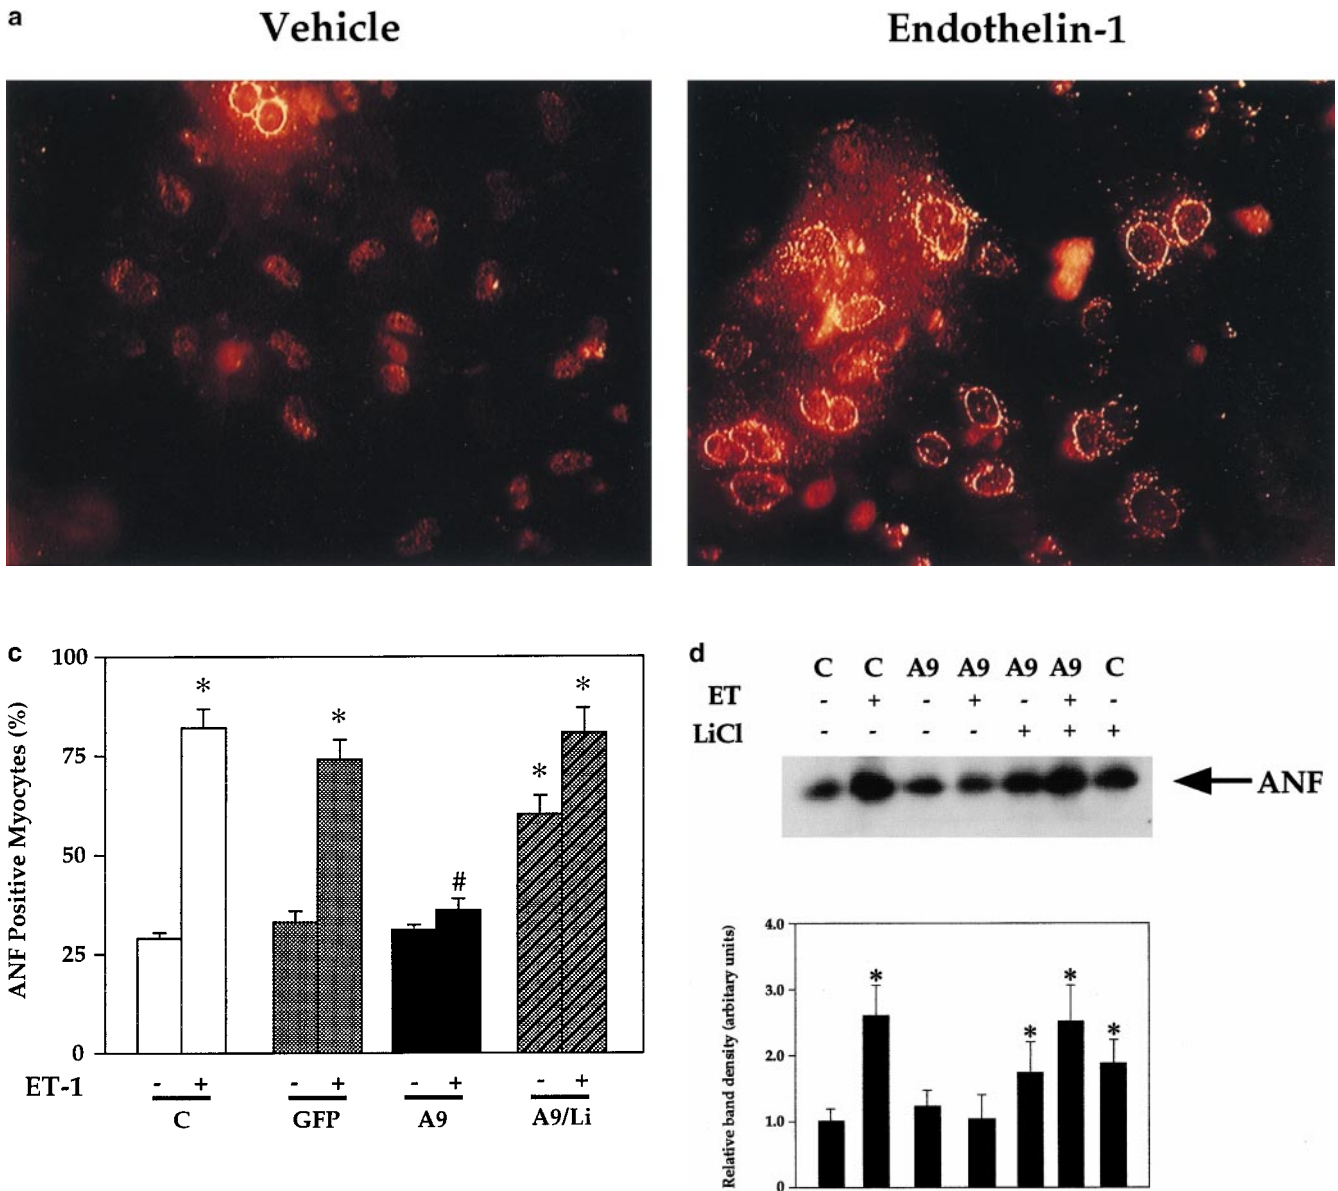 a
Vehicle
Endothelin-1
c
ANF Positive Myocytes (%)
100
75
50
25
0
* * # * *
ET-1 - + - + - + - +
C GFP A9 A9/Li
d
C C A9 A9 A9 A9 C
ET - + - + - + -
LiCl - - - - + + +
ANF
Relative band density (arbitary units)
4.0
3.0
2.0
1.0
0
* * * *